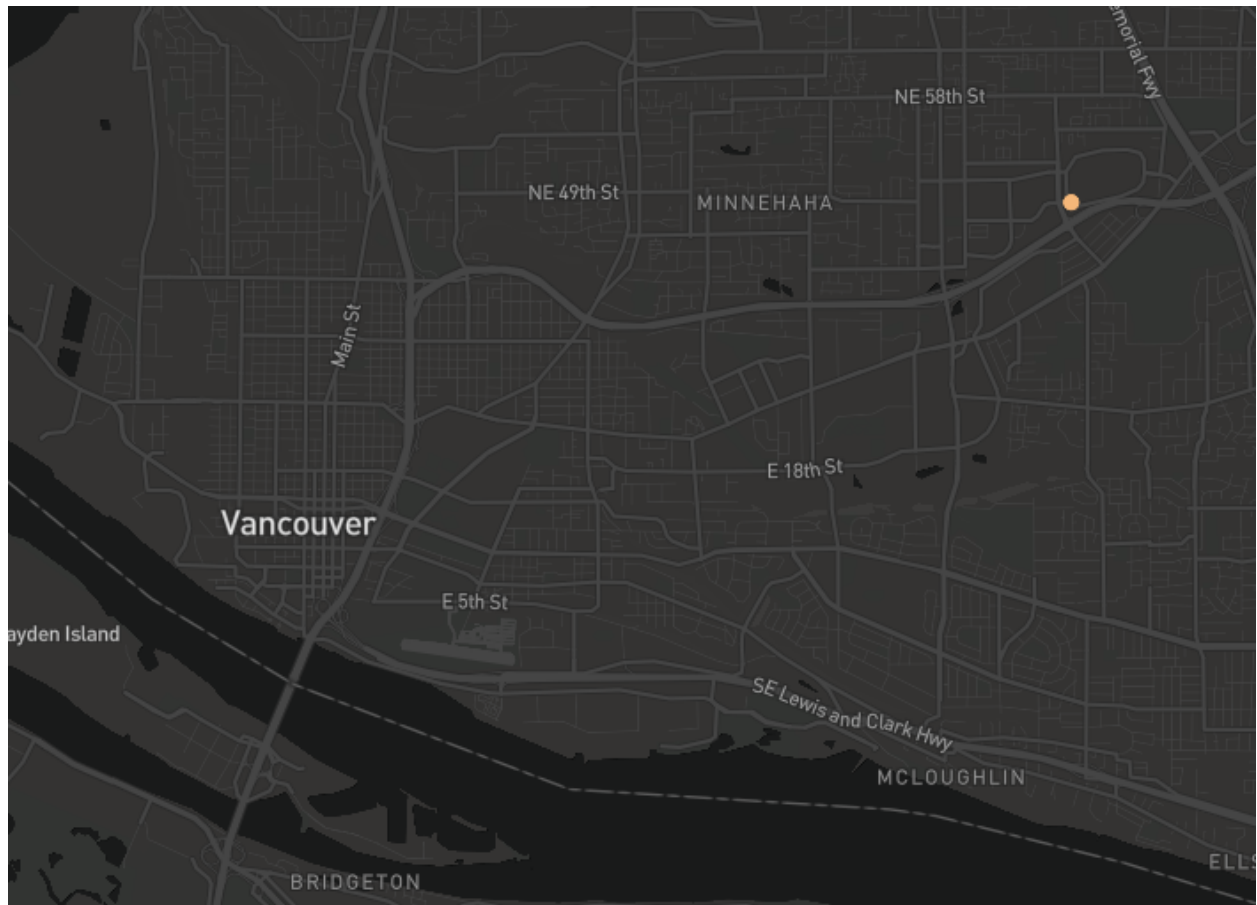 emorial Fwy
NE 58th St
NE 49th St
MINNEHAHA
Main St
E 18th St
Vancouver
E 5th St
ayden Island
SE Lewis and Clark Hwy
MCLOUGHLIN
ELLS
BRIDGETON